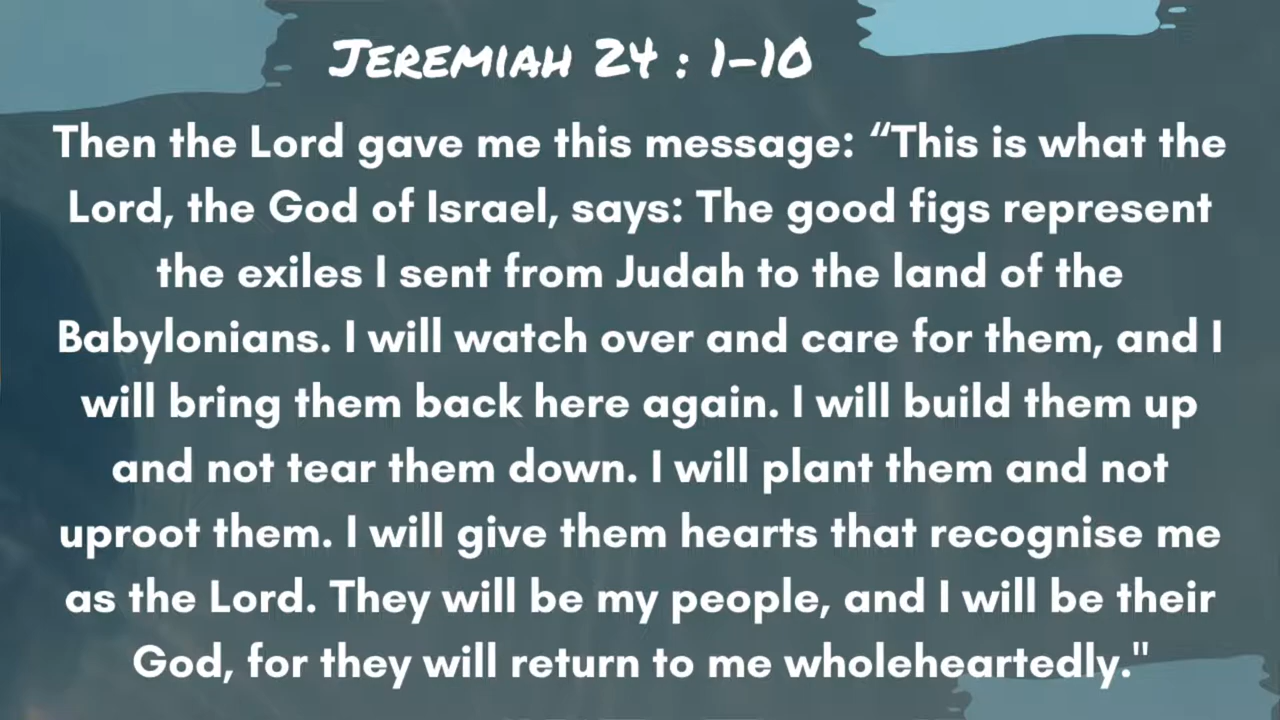 JEREMIAH 24 : 1-10
Then the Lord gave me this message: “This is what the
Lord, the God of Israel, says: The good figs represent
the exiles I sent from Judah to the land of the
Babylonians. I will watch over and care for them, and I
will bring them back here again. I will build them up
and not tear them down. I will plant them and not
uproot them. I will give them hearts that recognise me
as the Lord. They will be my people, and I will be their
God, for they will return to me wholeheartedly."